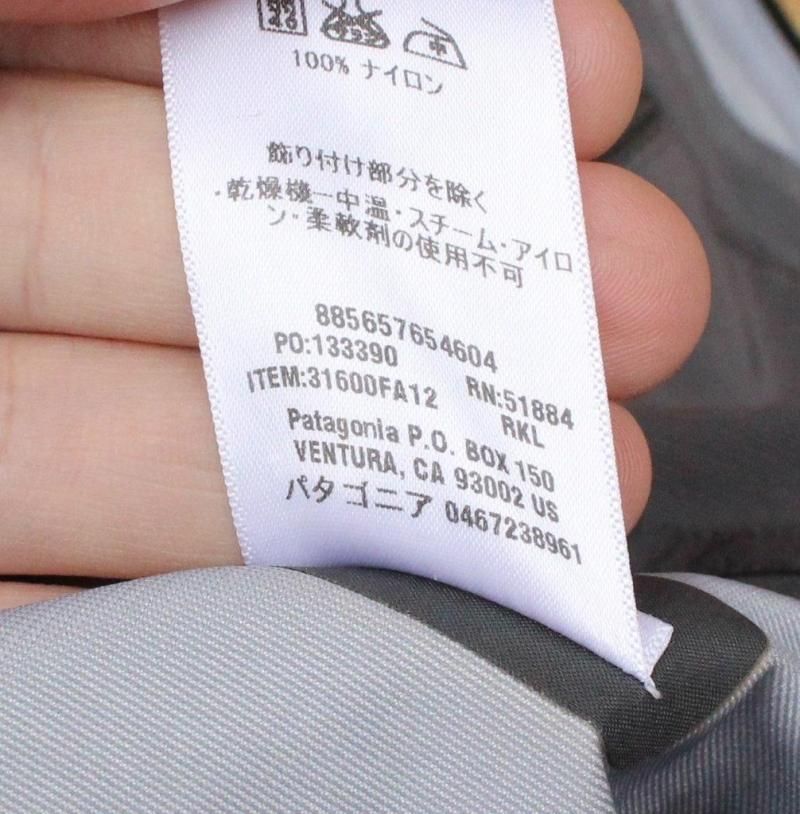 中
100% ナイロン
飾り付け部分を除く
・乾燥機ー中温・スチーム・アイロ
ン・柔軟剤の使用不可
885657654604
PO:133390
ITEM:31600FA12 RN:51884
RKL
Patagonia P.O. BOX 150
VENTURA, CA 93002 US
パタゴニア 0467238961